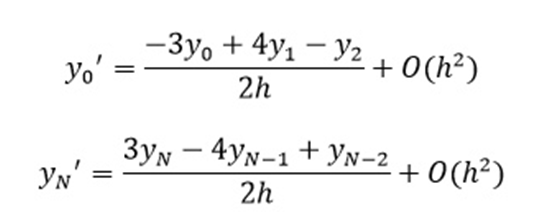 y₀′ = (−3y₀ + 4y₁ − y₂) / 2h + O(h²)
y_N′ = (3y_N − 4y_{N−1} + y_{N−2}) / 2h + O(h²)